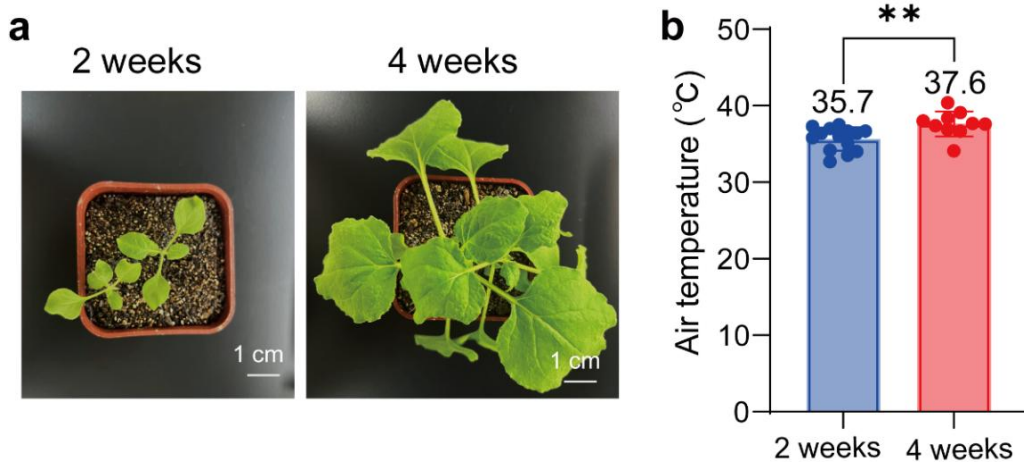 a
2 weeks
4 weeks
1 cm
1 cm
b
**
50
40
30
20
10
0
Air temperature (°C)
35.7
37.6
2 weeks
4 weeks